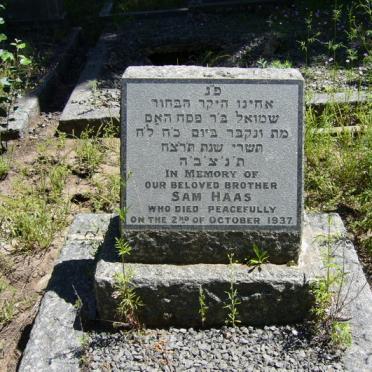 פ״נ
אחינו היקר הבחור
שמואל ב״ר פסח האס
מת ונקבר ביום כ״ח לח׳
תשרי שנת תרצח
ת׳נ׳צ׳ב׳ה
IN MEMORY OF
OUR BELOVED BROTHER
SAM HAAS
WHO DIED PEACEFULLY
ON THE 2ND OF OCTOBER 1937.